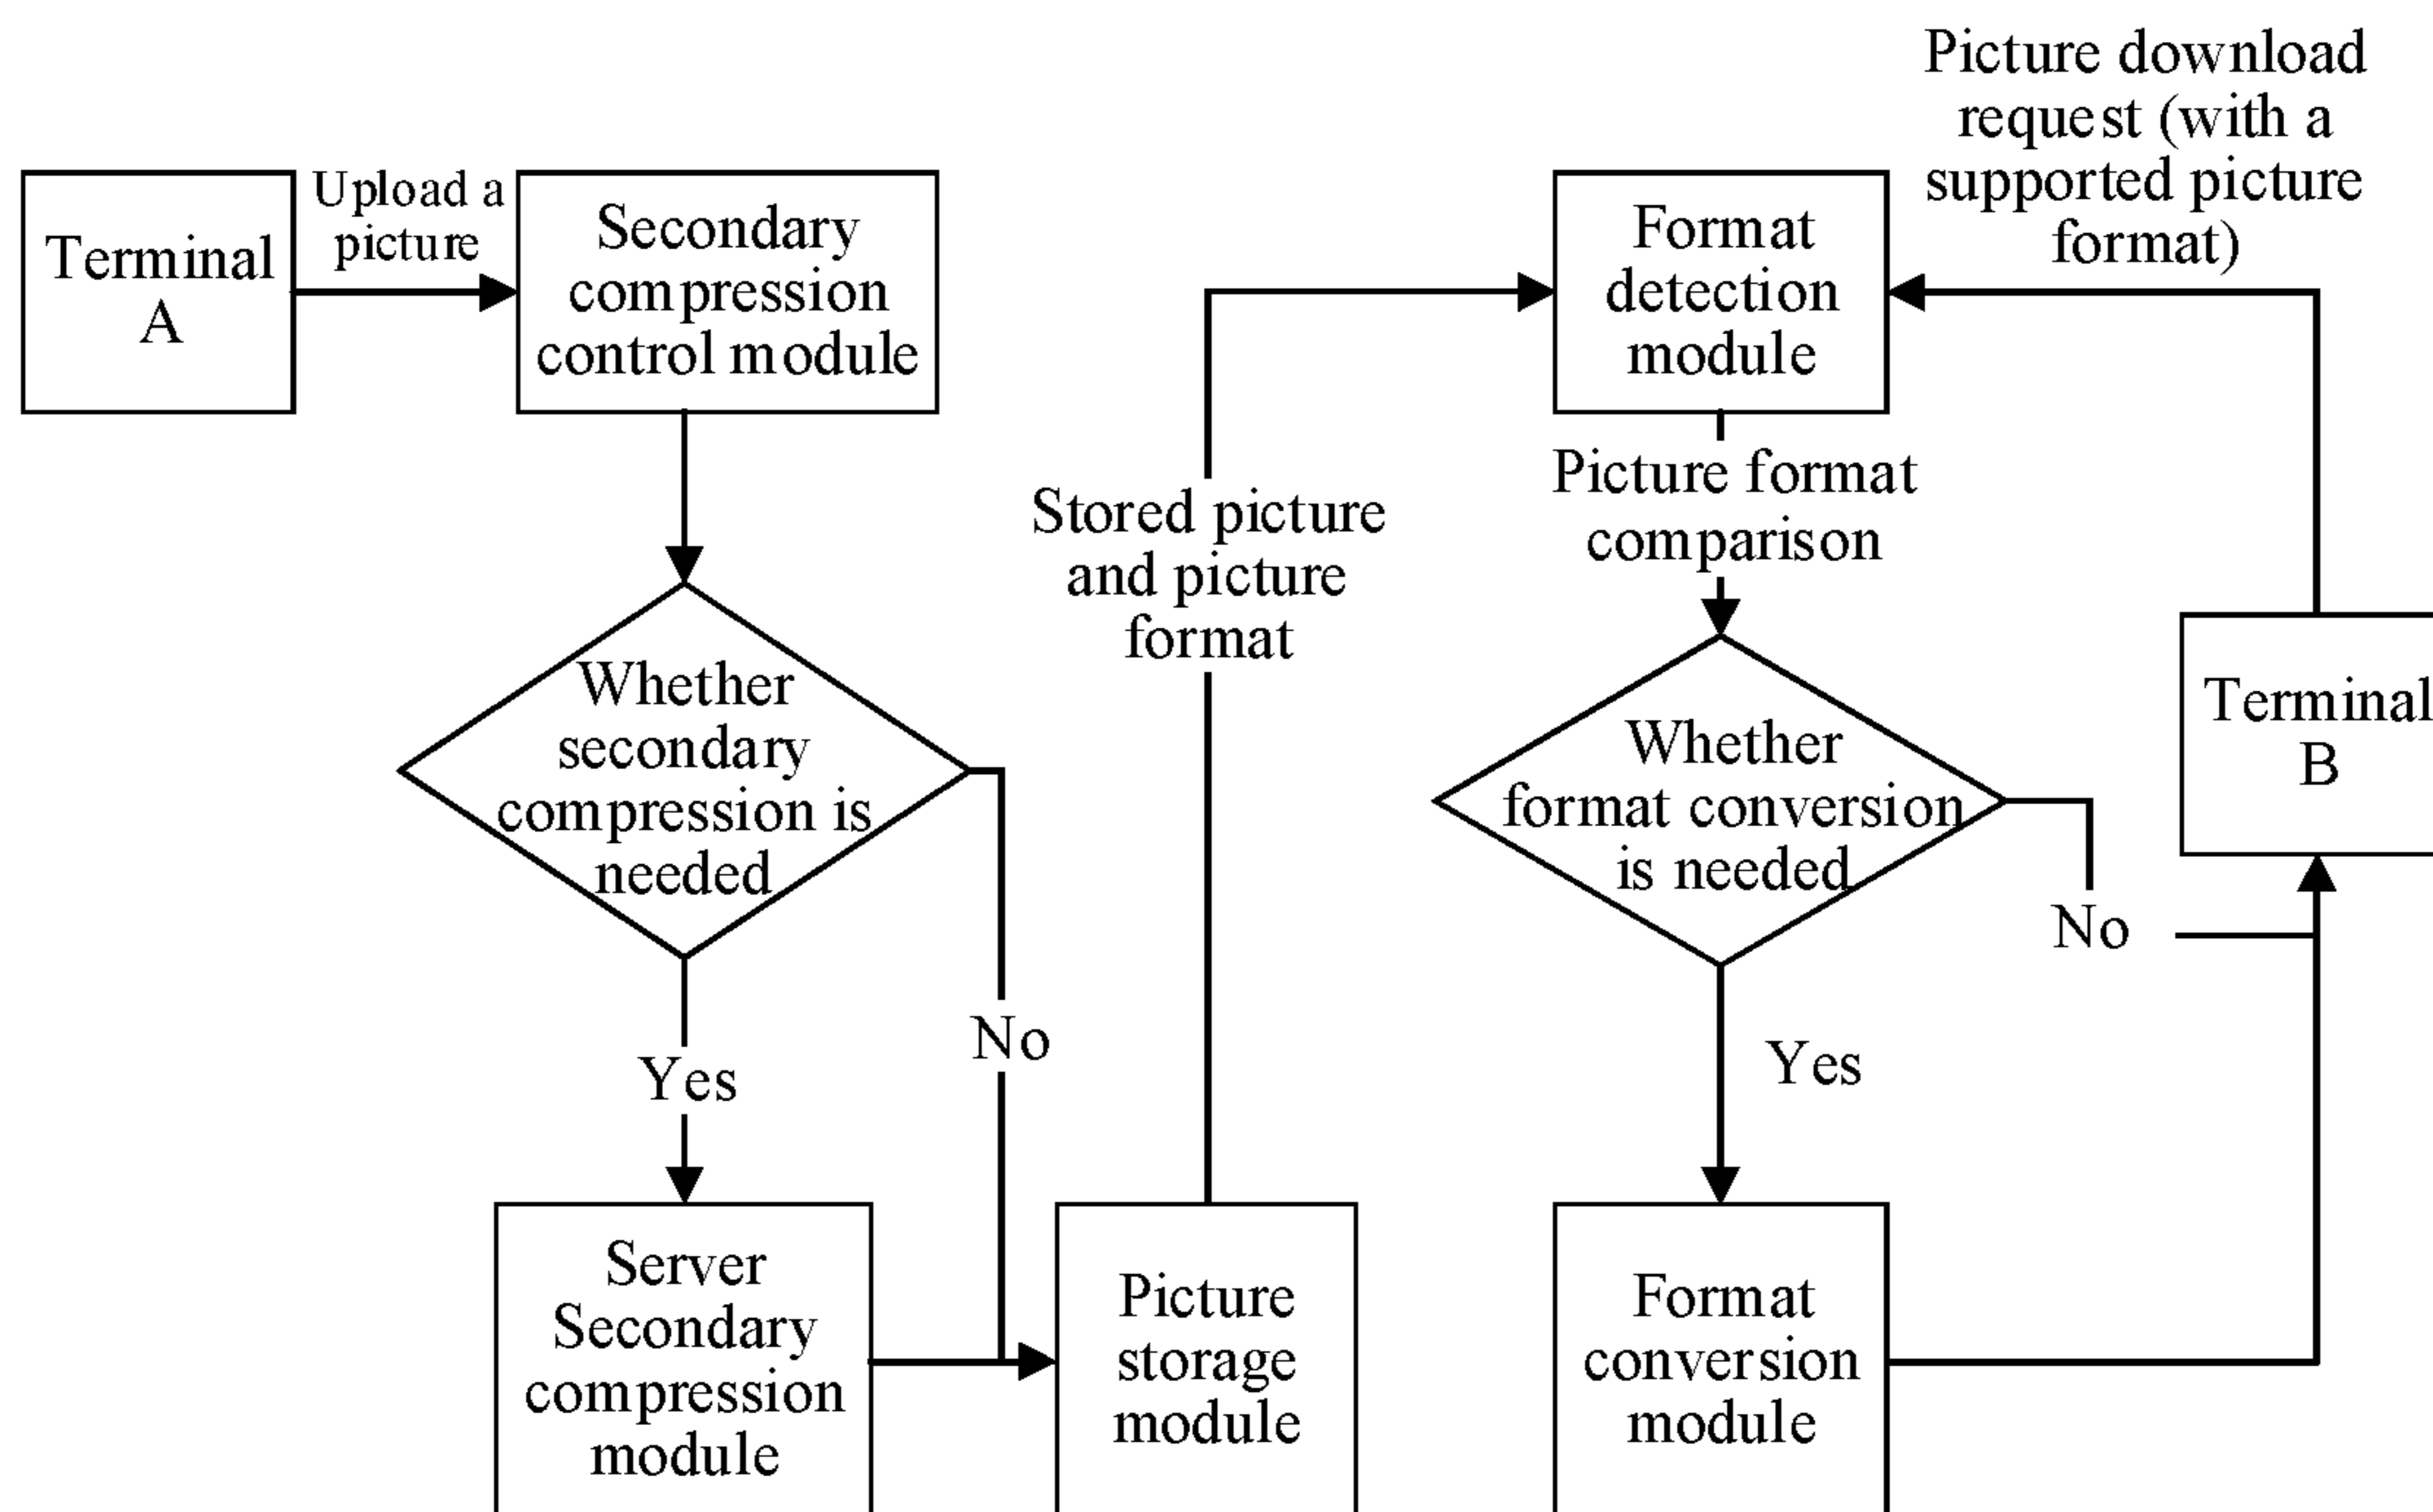 Terminal
A
Upload a
picture
Secondary
compression
control module
Whether
secondary
compression is
needed
Yes
No
Server
Secondary
compression
module
Picture
storage
module
Stored picture
and picture
format
Format
detection
module
Picture download
request (with a
supported picture
format)
Picture format
comparison
Whether
format conversion
is needed
No
Yes
Format
conversion
module
Terminal
B